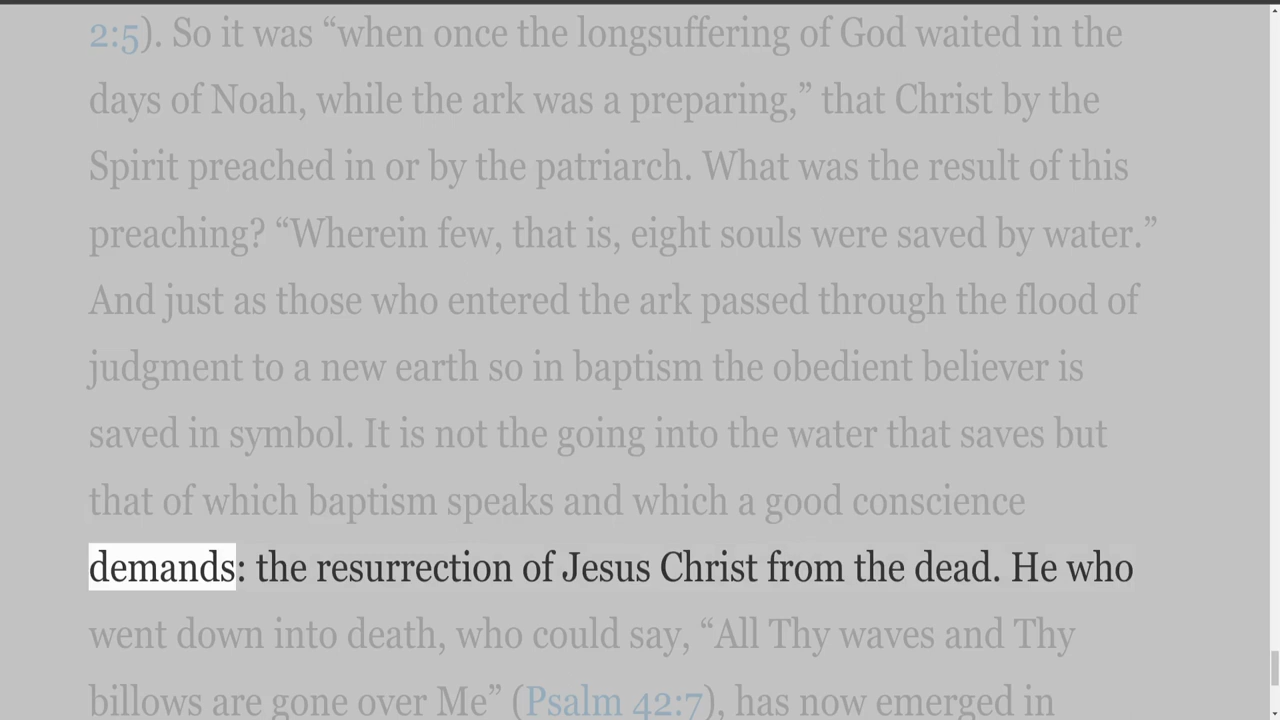 2:5). So it was “when once the longsuffering of God waited in the
days of Noah, while the ark was a preparing,” that Christ by the
Spirit preached in or by the patriarch. What was the result of this
preaching? “Wherein few, that is, eight souls were saved by water.”
And just as those who entered the ark passed through the flood of
judgment to a new earth so in baptism the obedient believer is
saved in symbol. It is not the going into the water that saves but
that of which baptism speaks and which a good conscience
demands: the resurrection of Jesus Christ from the dead. He who
went down into death, who could say, “All Thy waves and Thy
billows are gone over Me” (Psalm 42:7), has now emerged in